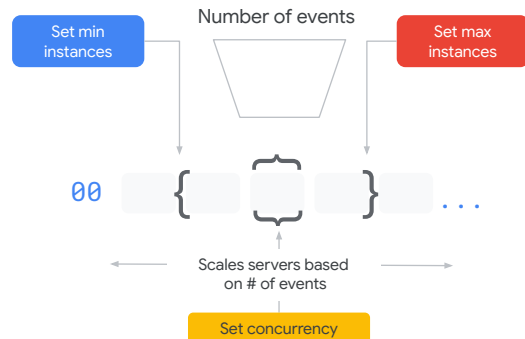 Number of events
Set min
instances
Set max
instances
00
...
Scales servers based
on # of events
Set concurrency